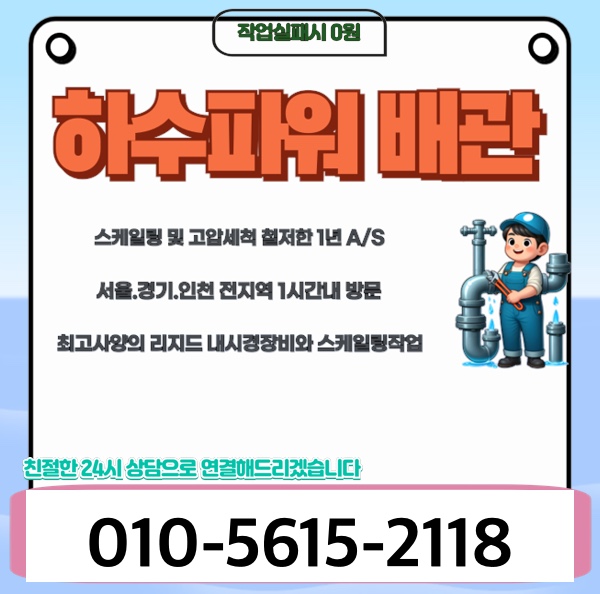 작업실패시 0원
하수파워 배관
스케일링 및 고압세척 철저한 1년 A/S
서울.경기.인천 전지역 1시간내 방문
최고사양의 리지드 내시경장비와 스케일링작업
친절한 24시 상담으로 연결해드리겠습니다
010-5615-2118